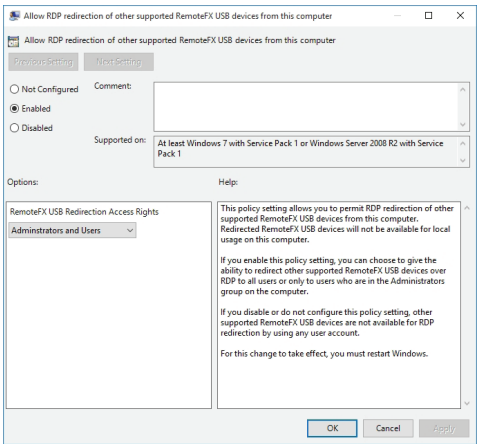 Allow RDP redirection of other supported RemoteFX USB devices from this computer
Allow RDP redirection of other supported RemoteFX USB devices from this computer
Previous Setting
Next Setting
Not Configured
Comment:
Enabled
Disabled
Supported on:
At least Windows 7 with Service Pack 1 or Windows Server 2008 R2 with Service
Pack 1
Options:
Help:
RemoteFX USB Redirection Access Rights
Adminstrators and Users
This policy setting allows you to permit RDP redirection of other
supported RemoteFX USB devices from this computer.
Redirected RemoteFX USB devices will not be available for local
usage on this computer.
If you enable this policy setting, you can choose to give the
ability to redirect other supported RemoteFX USB devices over
RDP to all users or only to users who are in the Administrators
group on the computer.
If you disable or do not configure this policy setting, other
supported RemoteFX USB devices are not available for RDP
redirection by using any user account.
For this change to take effect, you must restart Windows.
OK
Cancel
Apply